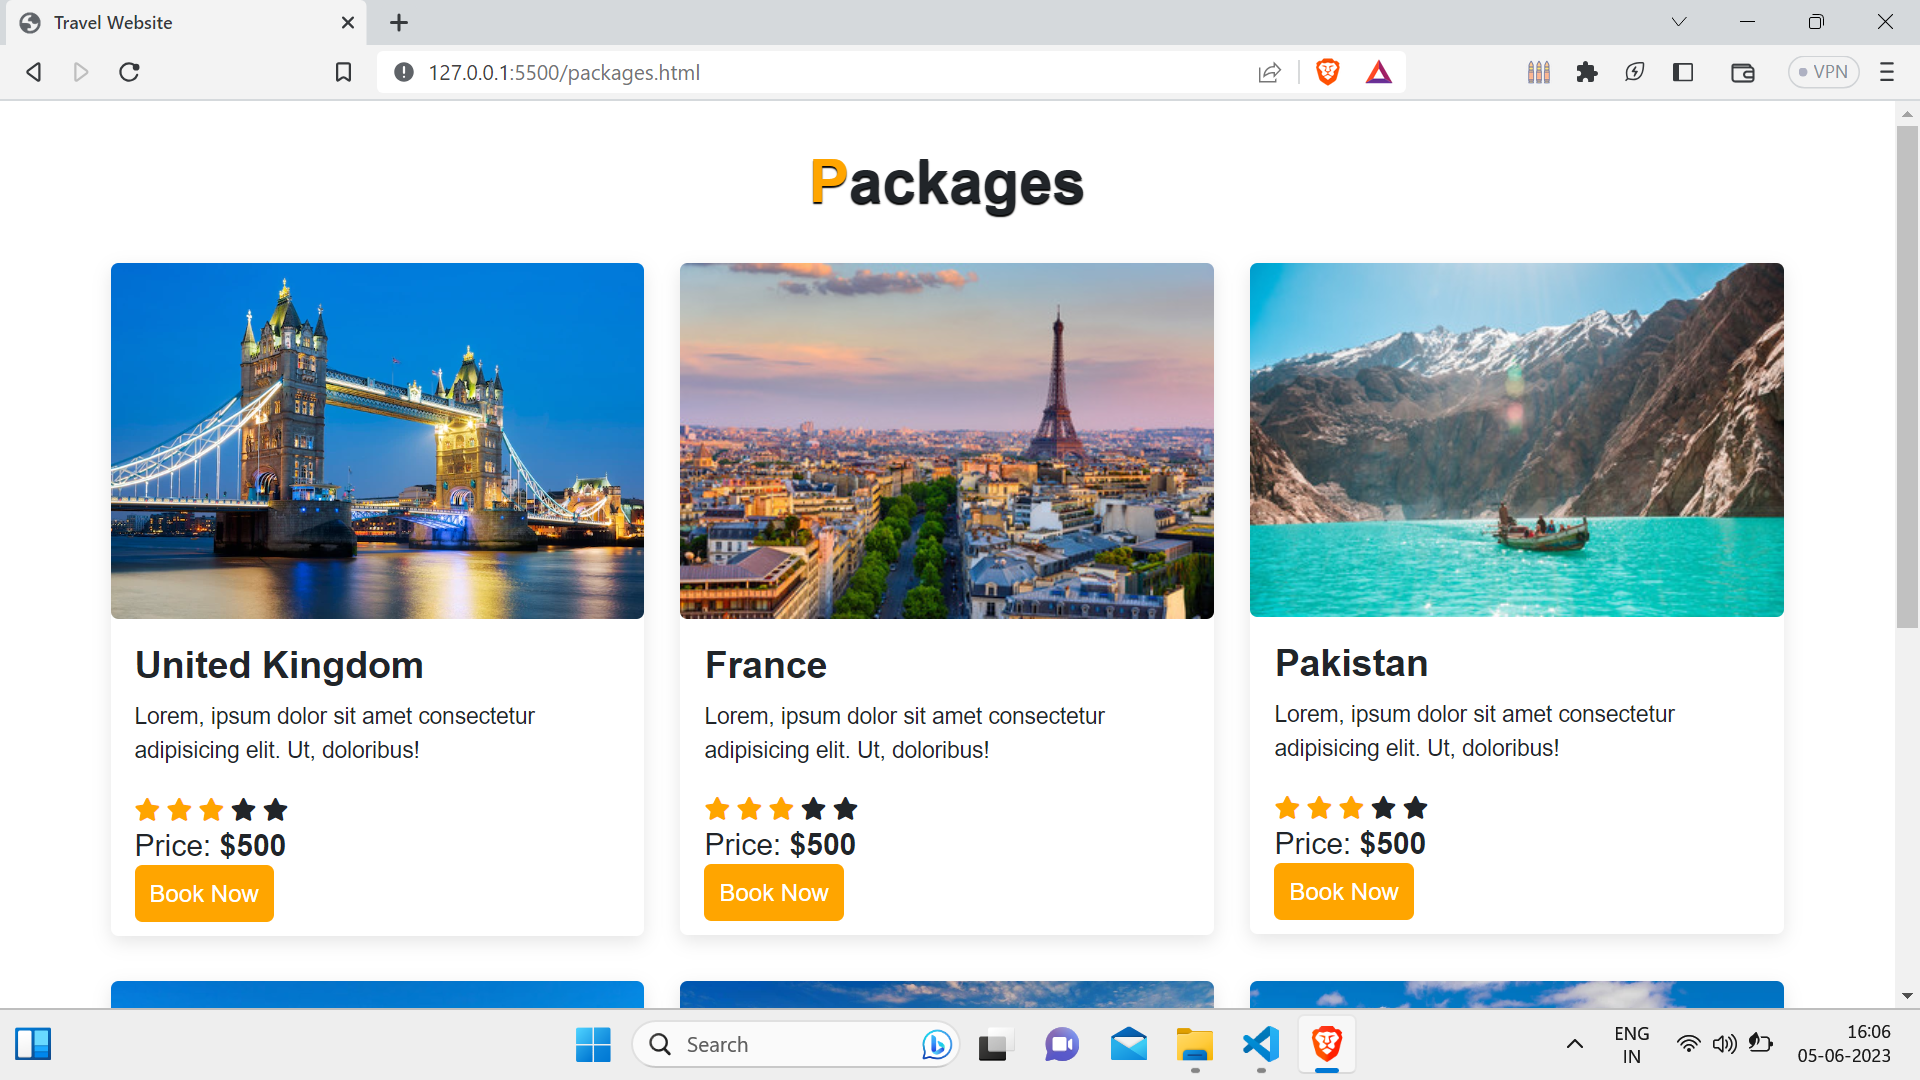 Travel Website
127.0.0.1:5500/packages.html
VPN
Packages
United Kingdom
Lorem, ipsum dolor sit amet consectetur
adipisicing elit. Ut, doloribus!
Price: $500
Book Now
France
Lorem, ipsum dolor sit amet consectetur
adipisicing elit. Ut, doloribus!
Price: $500
Book Now
Pakistan
Lorem, ipsum dolor sit amet consectetur
adipisicing elit. Ut, doloribus!
Price: $500
Book Now
Search
ENG
IN
16:06
05-06-2023